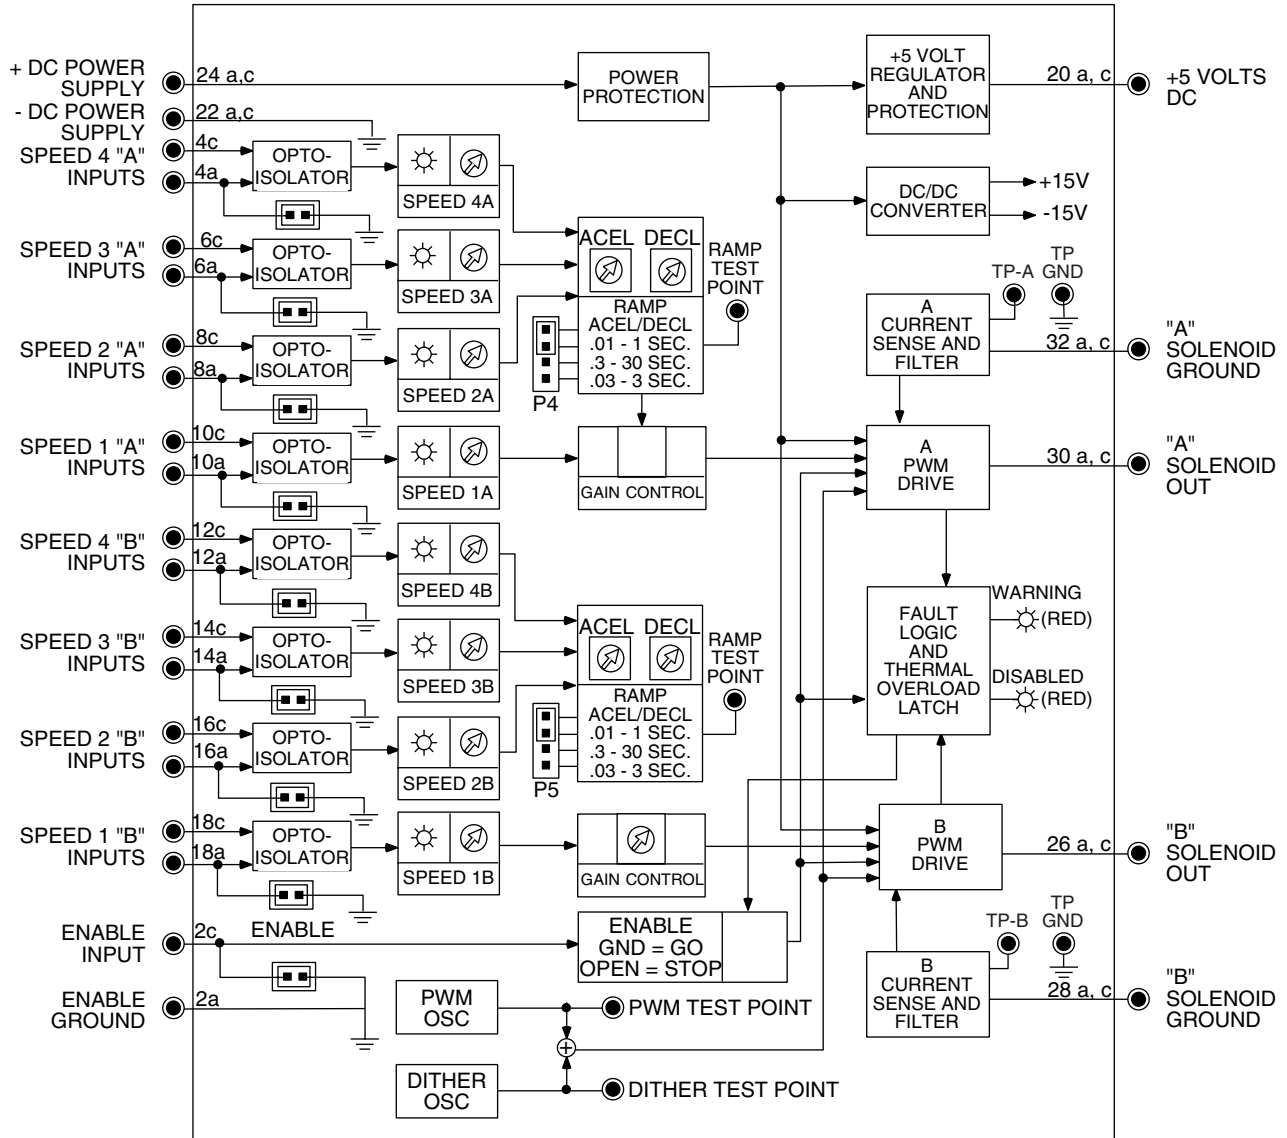 + DC POWER
SUPPLY
24 a,c
- DC POWER
SUPPLY
22 a,c
POWER
PROTECTION
+5 VOLT
REGULATOR
AND
PROTECTION
20 a, c
+5 VOLTS
DC
SPEED 4 "A"
INPUTS
4c
4a
OPTO-
ISOLATOR
SPEED 4A
DC/DC
CONVERTER
+15V
-15V
SPEED 3 "A"
INPUTS
6c
6a
OPTO-
ISOLATOR
SPEED 3A
ACEL DECL
RAMP
ACEL/DECL
.01 - 1 SEC.
.3 - 30 SEC.
.03 - 3 SEC.
P4
RAMP
TEST
POINT
TP-A
TP
GND
A
CURRENT
SENSE AND
FILTER
32 a, c
"A"
SOLENOID
GROUND
SPEED 2 "A"
INPUTS
8c
8a
OPTO-
ISOLATOR
SPEED 2A
SPEED 1 "A"
INPUTS
10c
10a
OPTO-
ISOLATOR
SPEED 1A
GAIN CONTROL
A
PWM
DRIVE
30 a, c
"A"
SOLENOID
OUT
SPEED 4 "B"
INPUTS
12c
12a
OPTO-
ISOLATOR
SPEED 4B
FAULT
LOGIC
AND
THERMAL
OVERLOAD
LATCH
WARNING
(RED)
DISABLED
(RED)
SPEED 3 "B"
INPUTS
14c
14a
OPTO-
ISOLATOR
SPEED 3B
ACEL DECL
RAMP
ACEL/DECL
.01 - 1 SEC.
.3 - 30 SEC.
.03 - 3 SEC.
P5
RAMP
TEST
POINT
SPEED 2 "B"
INPUTS
16c
16a
OPTO-
ISOLATOR
SPEED 2B
SPEED 1 "B"
INPUTS
18c
18a
OPTO-
ISOLATOR
SPEED 1B
GAIN CONTROL
B
PWM
DRIVE
26 a, c
"B"
SOLENOID
OUT
ENABLE
INPUT
2c
ENABLE
ENABLE
GND = GO
OPEN = STOP
TP-B
TP
GND
B
CURRENT
SENSE AND
FILTER
28 a, c
"B"
SOLENOID
GROUND
ENABLE
GROUND
2a
PWM
OSC
PWM TEST POINT
DITHER
OSC
DITHER TEST POINT